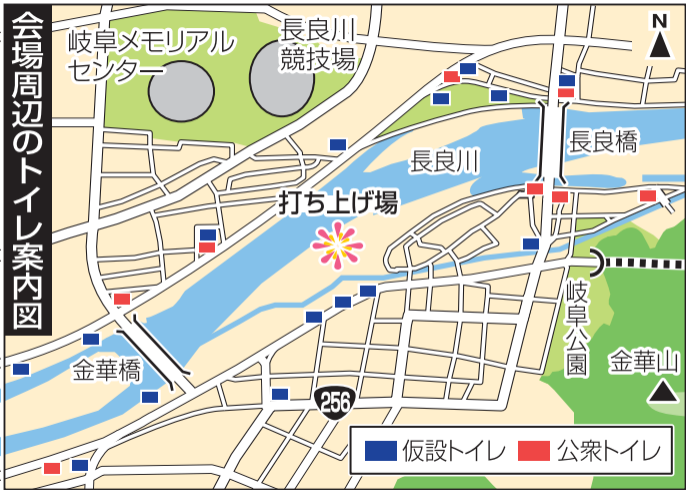 会場周辺のトイレ案内図
岐阜メモリアル
センター
長良川
競技場
N
長良川
長良橋
打ち上げ場
岐阜公園
金華橋
金華山
256
仮設トイレ
公衆トイレ